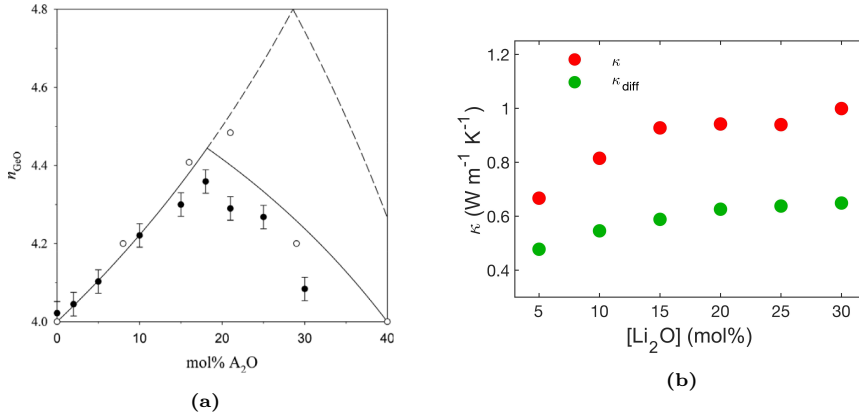 4.8
4.6
4.4
4.2
4.0
n_GeO
0
10
20
30
40
mol% A₂O
(a)
κ
κ_diff
1.2
1
0.8
0.6
0.4
κ (W m⁻¹ K⁻¹)
5
10
15
20
25
30
[Li₂O] (mol%)
(b)